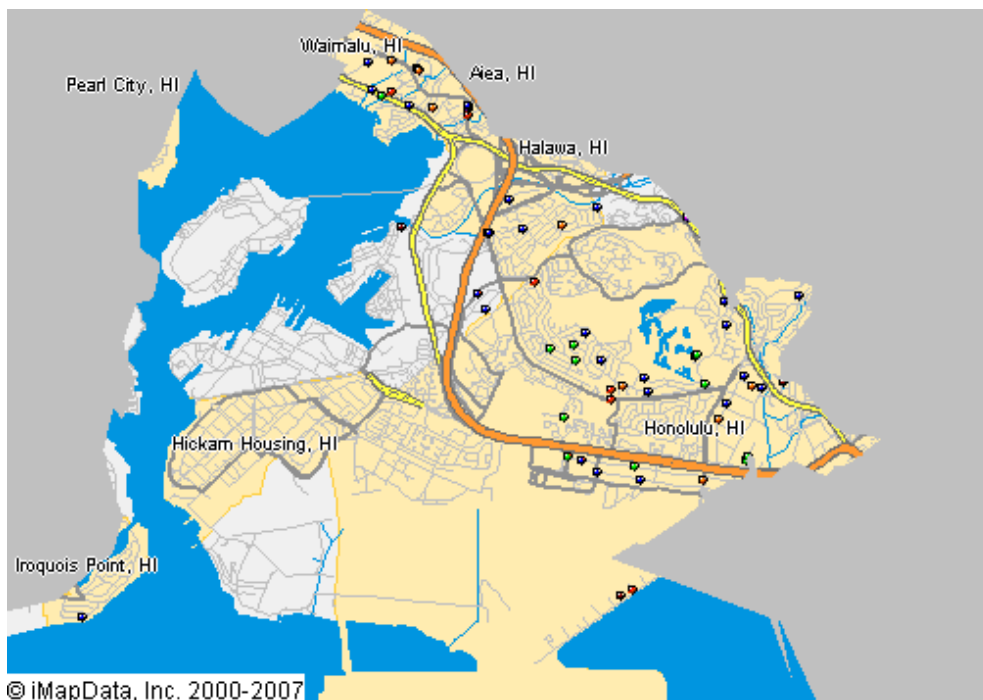 Waimalu, HI
Pearl City, HI
Aiea, HI
Halawa, HI
Honolulu, HI
Hickam Housing, HI
Iroquois Point, HI
© iMapData, Inc. 2000-2007